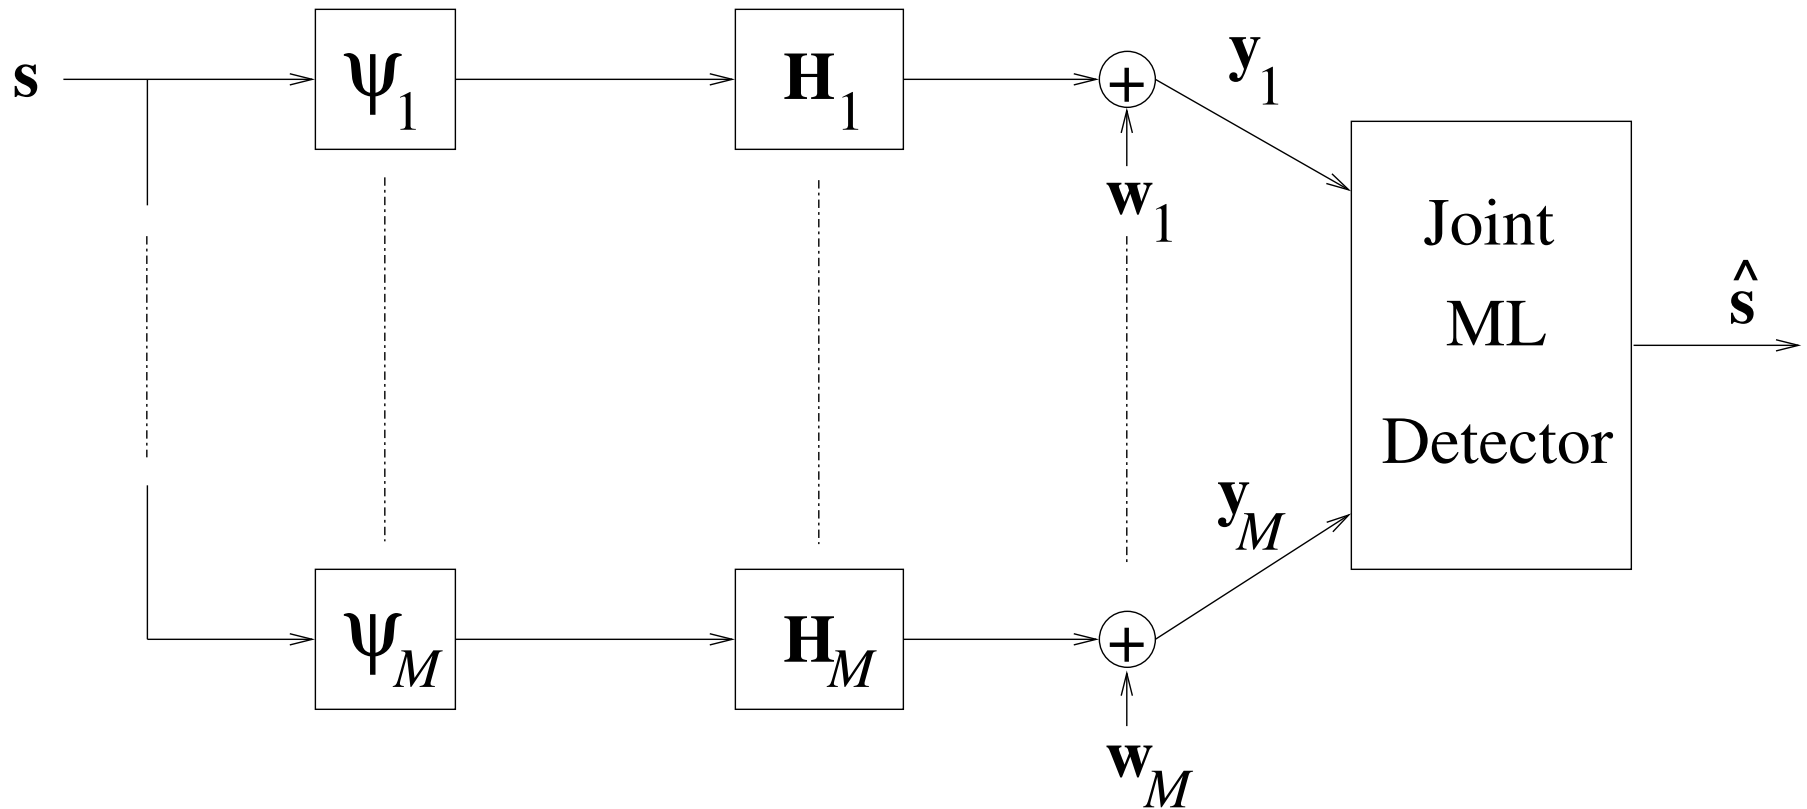 s
ψ1
H1
+
y1
w1
Joint
ML
Detector
ŝ
yM
ψM
HM
+
wM